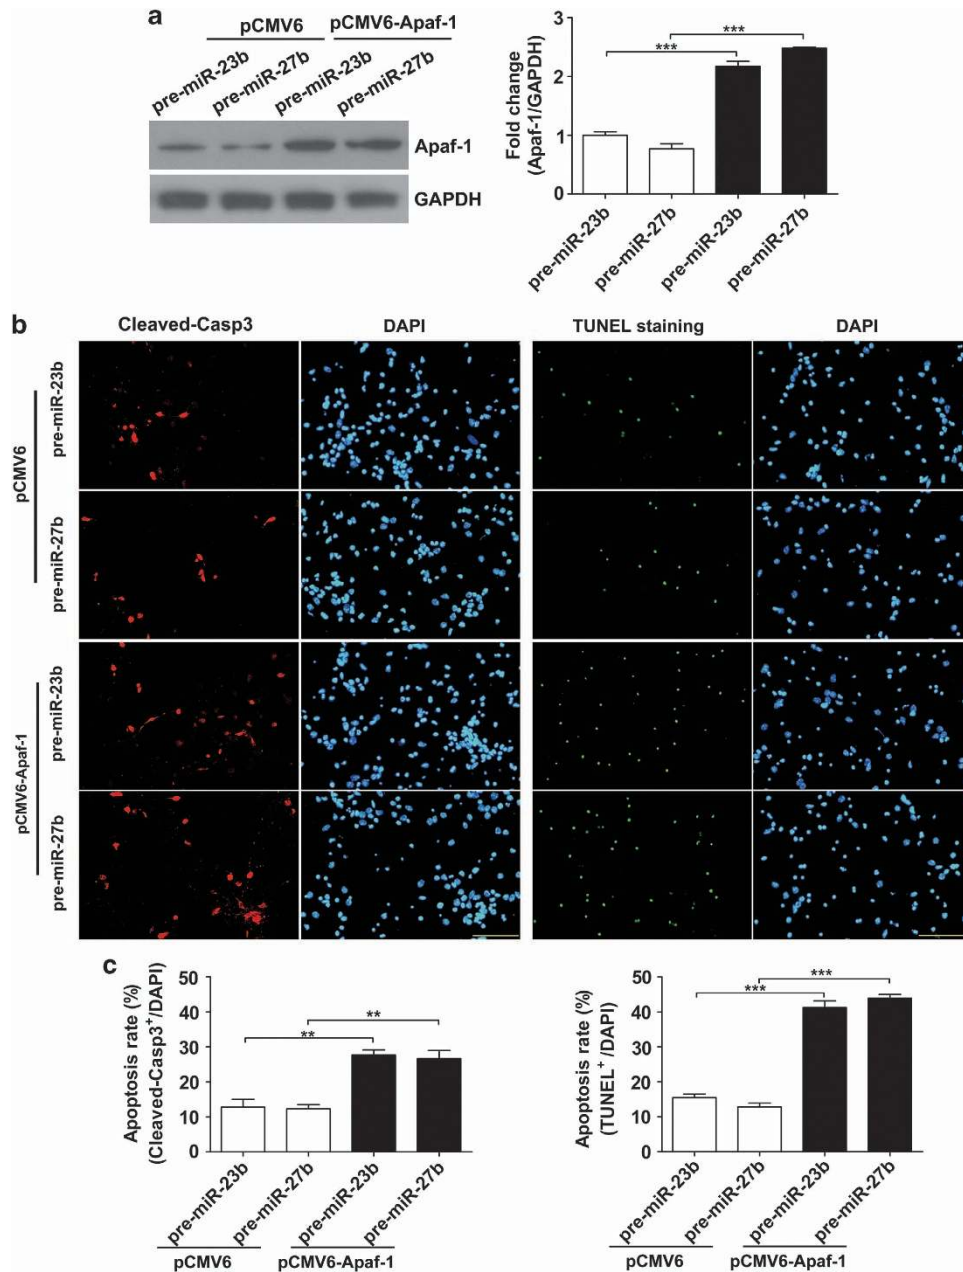 a
pCMV6 pCMV6-Apaf-1
pre-miR-23b pre-miR-27b pre-miR-23b pre-miR-27b
Apaf-1
GAPDH
Fold change
(Apaf-1/GAPDH)
3
2
1
0
***
***
pre-miR-23b pre-miR-27b pre-miR-23b pre-miR-27b
b
Cleaved-Casp3 DAPI TUNEL staining DAPI
pCMV6
pre-miR-23b
pre-miR-27b
pCMV6-Apaf-1
pre-miR-23b
pre-miR-27b
c
Apoptosis rate (%)
(Cleaved-Casp3+/DAPI)
50
40
30
20
10
0
**
**
pre-miR-23b pre-miR-27b pre-miR-23b pre-miR-27b
pCMV6 pCMV6-Apaf-1
Apoptosis rate (%)
(TUNEL+/DAPI)
50
40
30
20
10
0
***
***
pre-miR-23b pre-miR-27b pre-miR-23b pre-miR-27b
pCMV6 pCMV6-Apaf-1